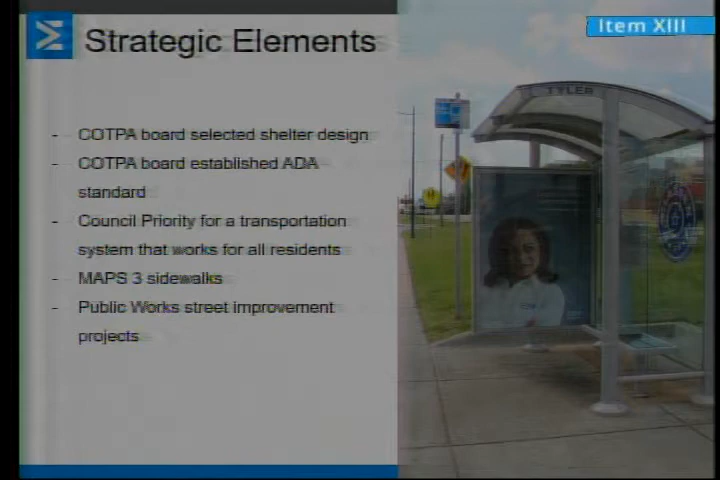 Strategic Elements
Item XIII
- COTPA board selected shelter design
- COTPA board established ADA
standard
- Council Priority for a transportation
system that works for all residents
- MAPS 3 sidewalks
- Public Works street improvement
projects
TYLER